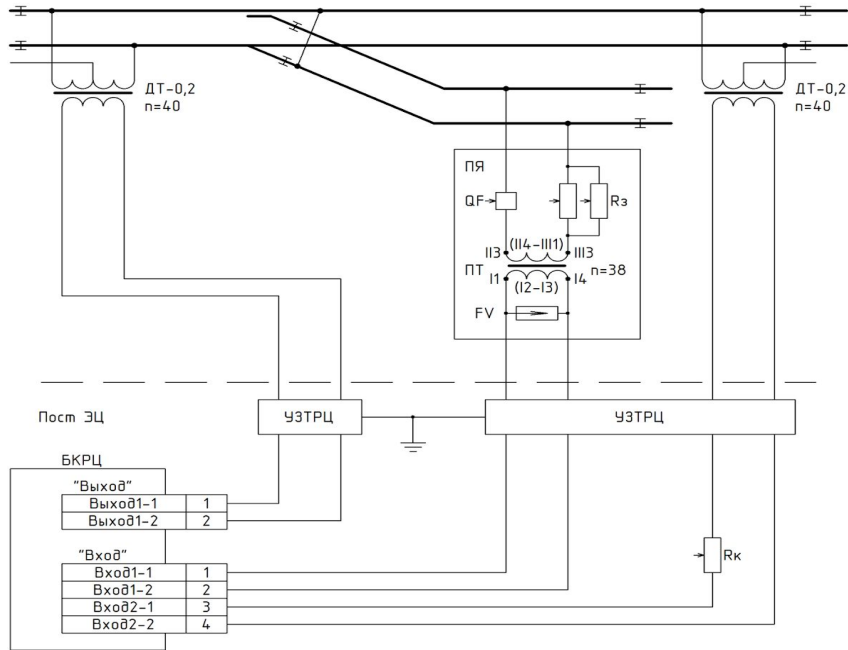 ДТ-0,2
n=40
ДТ-0,2
n=40
ПЯ
QF
Rз
(II4-III1)
II3
III3
ПТ
n=38
I1
(I2-I3)
I4
FV
Пост ЭЦ
УЗТРЦ
УЗТРЦ
БКРЦ
"Выход"
Выход1-1 1
Выход1-2 2
"Вход"
Вход1-1 1
Вход1-2 2
Вход2-1 3
Вход2-2 4
Rк